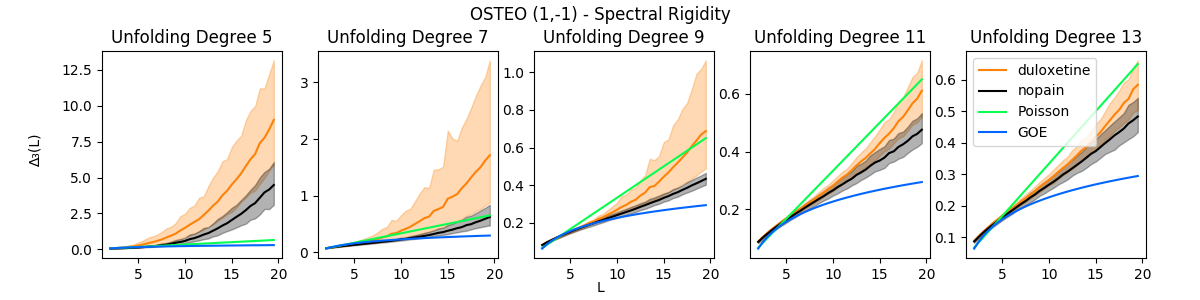 OSTEO (1,-1) - Spectral Rigidity
Unfolding Degree 5
Unfolding Degree 7
Unfolding Degree 9
Unfolding Degree 11
Unfolding Degree 13
Δ₃(L)
12.5
10.0
7.5
5.0
2.5
0.0
5 10 15 20
3
2
1
0
5 10 15 20
1.0
0.8
0.6
0.4
0.2
5 10 15 20
0.6
0.4
0.2
5 10 15 20
0.6
0.5
0.4
0.3
0.2
0.1
5 10 15 20
duloxetine
nopain
Poisson
GOE
L